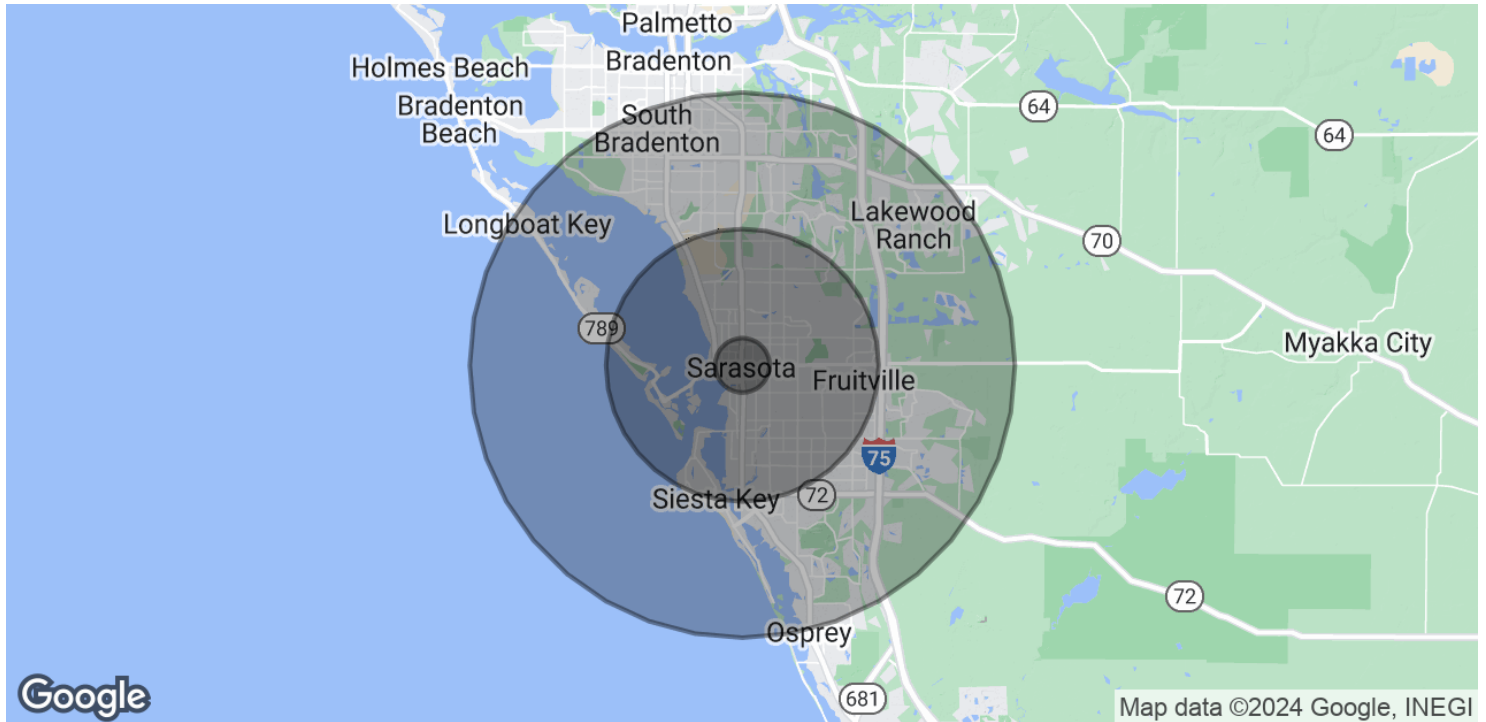 Palmetto
Bradenton
Holmes Beach
Bradenton
Beach
South
Bradenton
64
64
Longboat Key
Lakewood
Ranch
70
789
Myakka City
Sarasota
Fruitville
75
Siesta Key
72
72
Osprey
681
Google
Map data ©2024 Google, INEGI